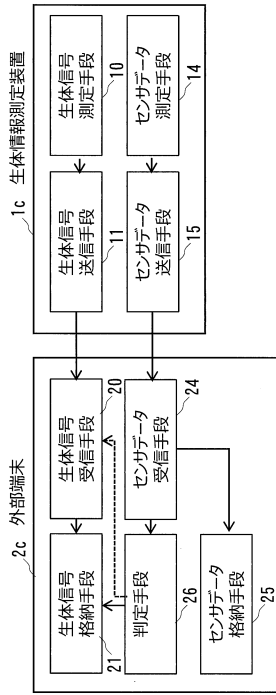 1c 生体情報測定装置
生体信号
測定手段
10
センサデータ
測定手段
14
生体信号
送信手段
11
センサデータ
送信手段
15
2c 外部端末
生体信号
受信手段
20
センサデータ
受信手段
24
生体信号
格納手段
21
判定手段
26
センサデータ
格納手段
25